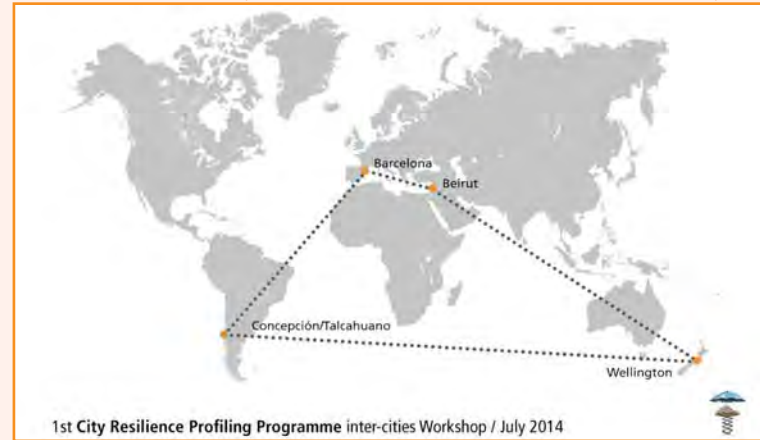 Barcelona
Beirut
Concepción/Talcahuano
Wellington
1st City Resilience Profiling Programme inter-cities Workshop / July 2014